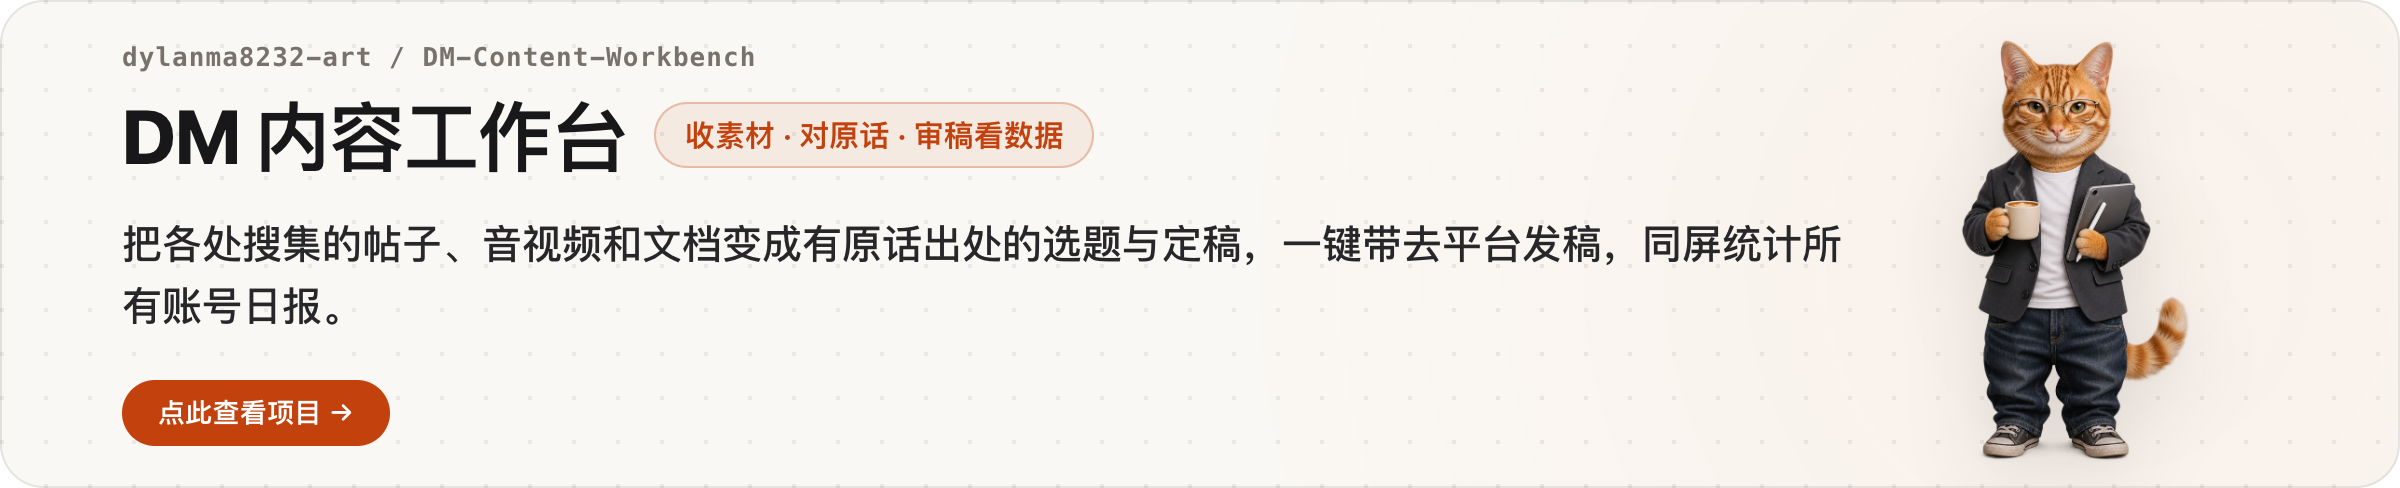 dylanma8232-art / DM-Content-Workbench
DM 内容工作台
收素材 · 对原话 · 审稿看数据
把各处搜集的帖子、音视频和文档变成有原话出处的选题与定稿，一键带去平台发稿，同屏统计所
有账号日报。
点此查看项目 →